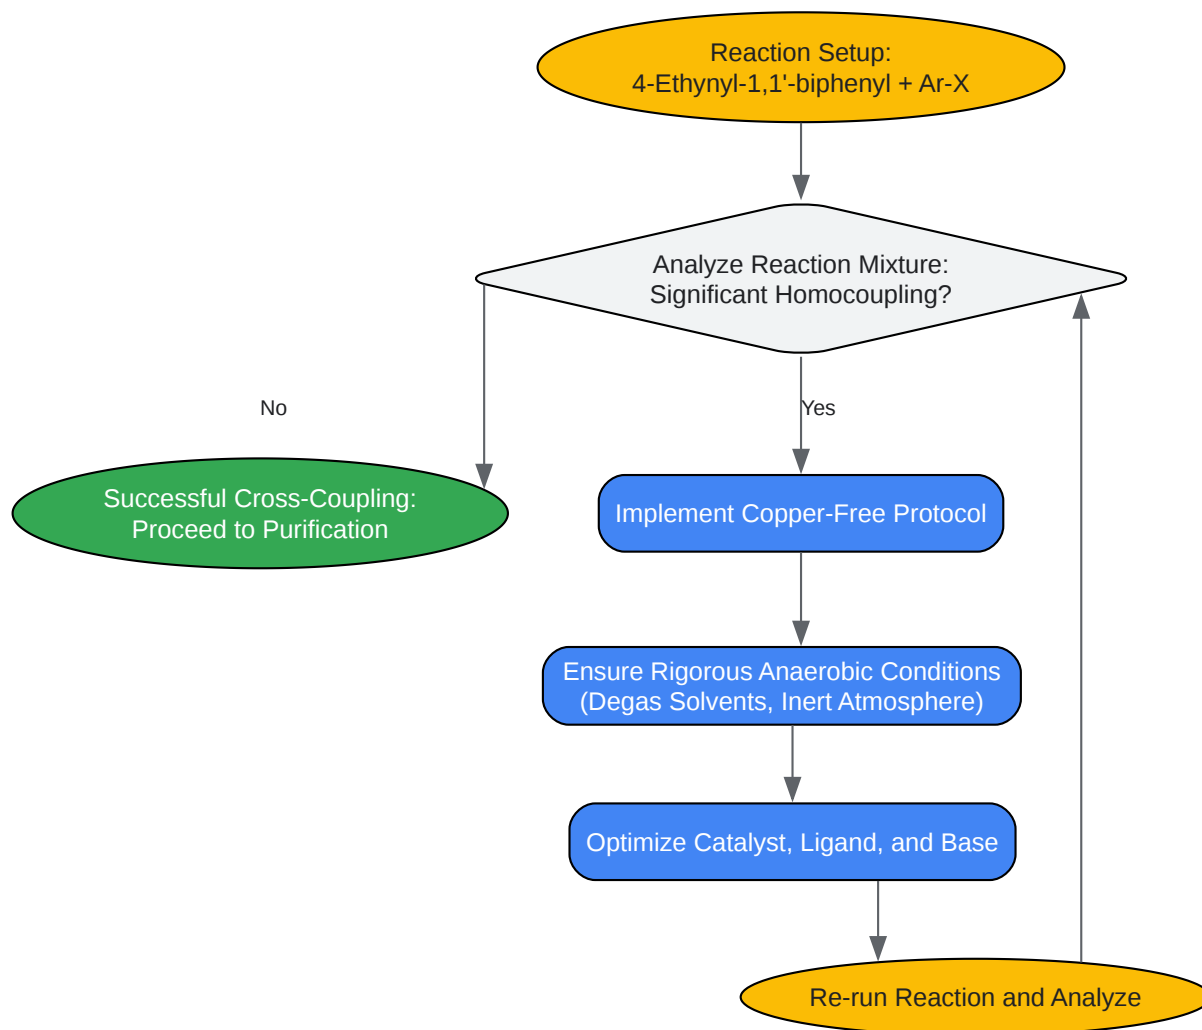 Reaction Setup:
4-Ethynyl-1,1'-biphenyl + Ar-X
Analyze Reaction Mixture:
Significant Homocoupling?
No
Yes
Successful Cross-Coupling:
Proceed to Purification
Implement Copper-Free Protocol
Ensure Rigorous Anaerobic Conditions
(Degas Solvents, Inert Atmosphere)
Optimize Catalyst, Ligand, and Base
Re-run Reaction and Analyze